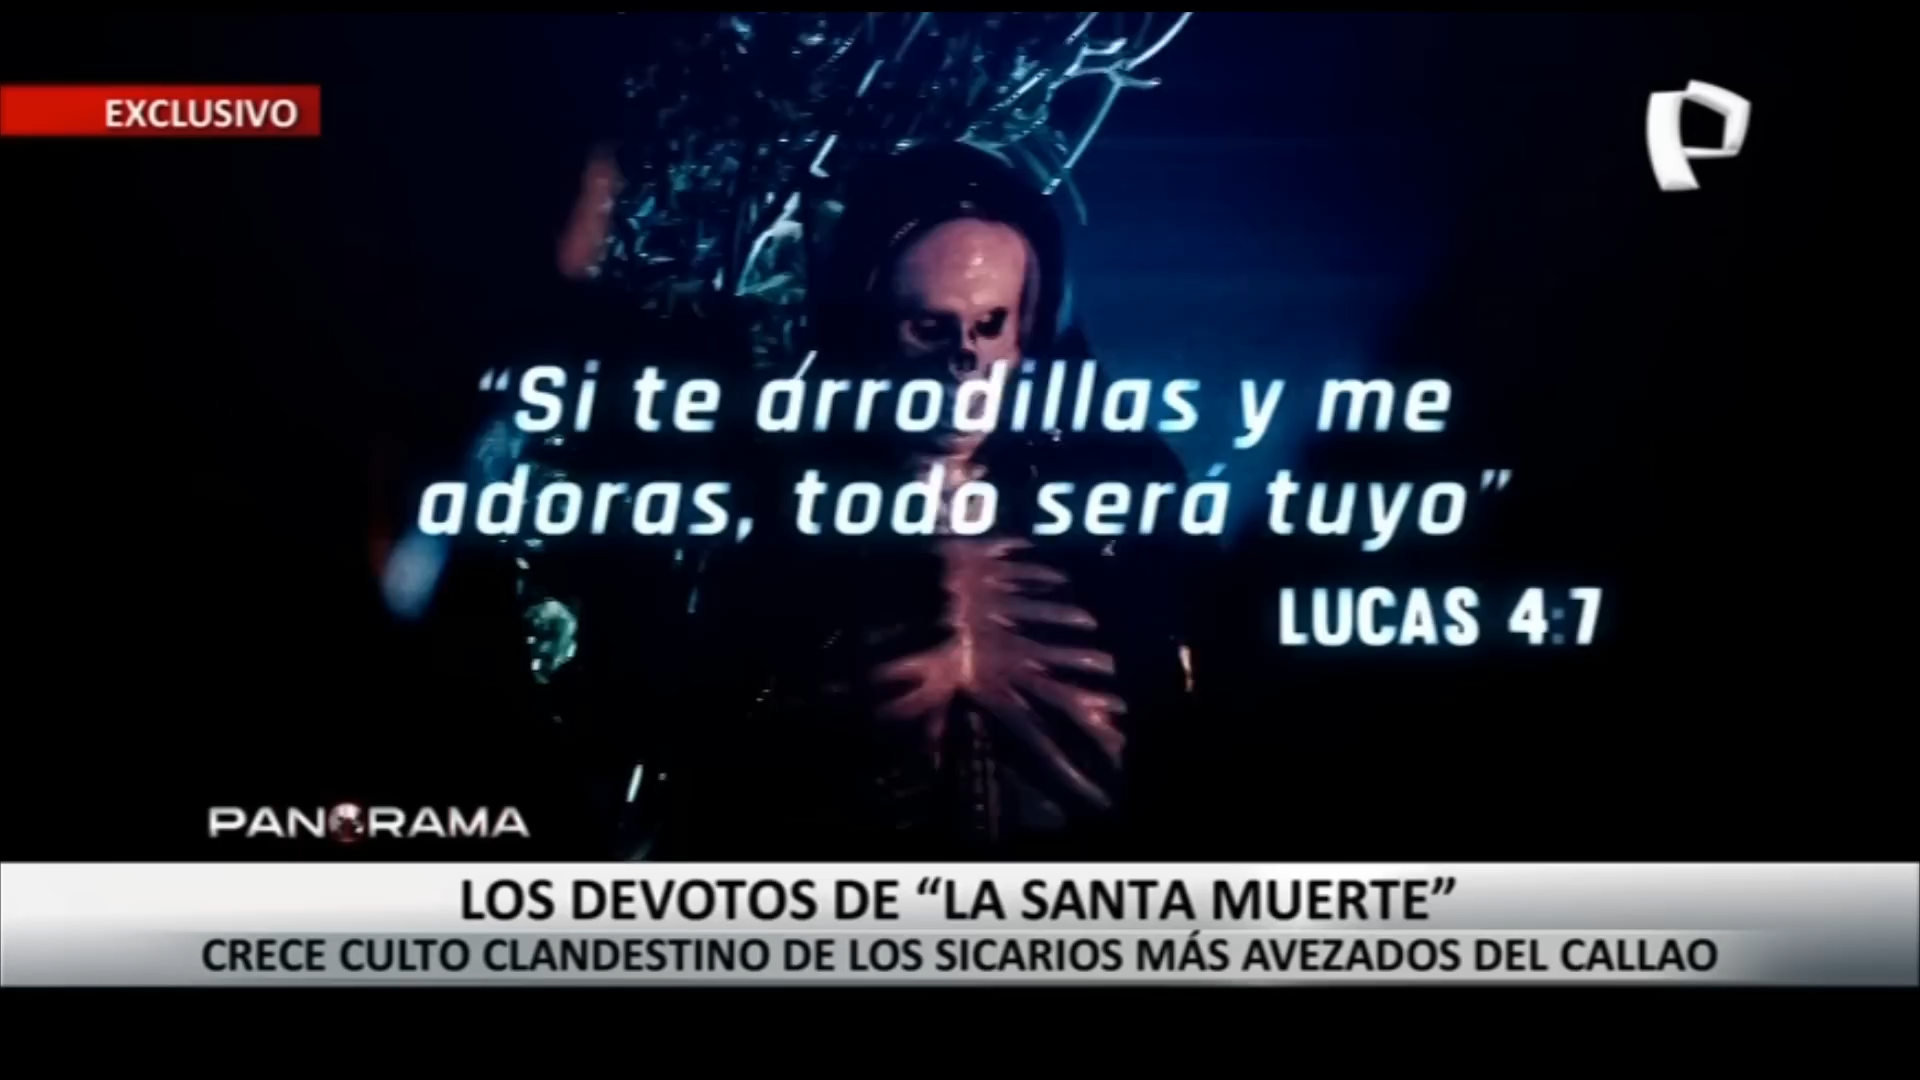 EXCLUSIVO
“Si te arrodillas y me
adoras, todo será tuyo”
LUCAS 4:7
PANORAMA
LOS DEVOTOS DE “LA SANTA MUERTE”
CRECE CULTO CLANDESTINO DE LOS SICARIOS MÁS AVEZADOS DEL CALLAO